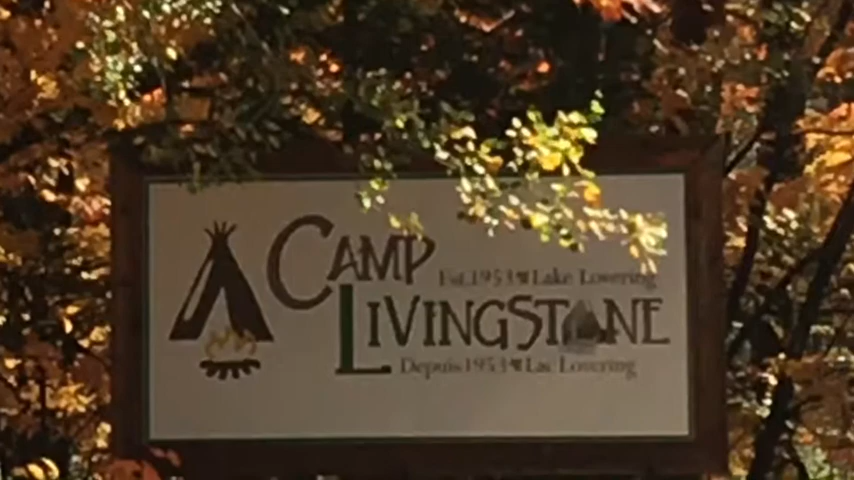 CAMP
Est. 1953 Lake Lovering
LIVINGSTONE
Depuis 1953 Lac Lovering